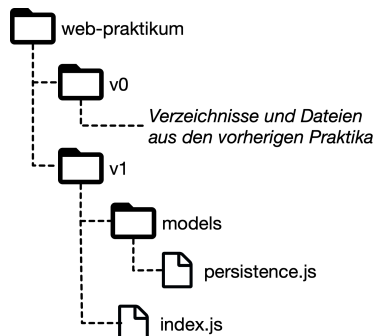 web-praktikum
v0
Verzeichnisse und Dateien
aus den vorherigen Praktika
v1
models
persistence.js
index.js